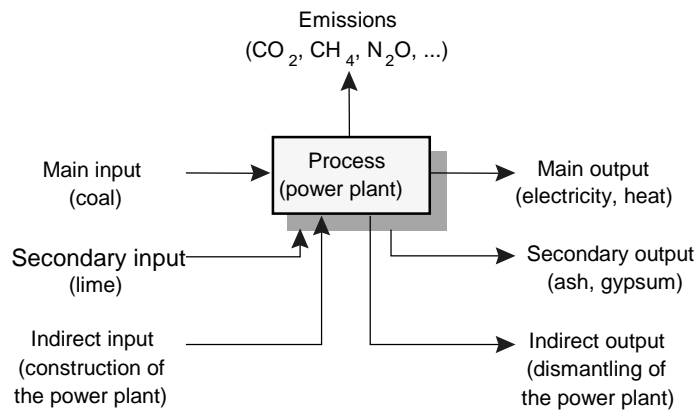 Emissions
(CO₂, CH₄, N₂O, ...)
Process
(power plant)
Main input
(coal)
Main output
(electricity, heat)
Secondary input
(lime)
Secondary output
(ash, gypsum)
Indirect input
(construction of
the power plant)
Indirect output
(dismantling of
the power plant)